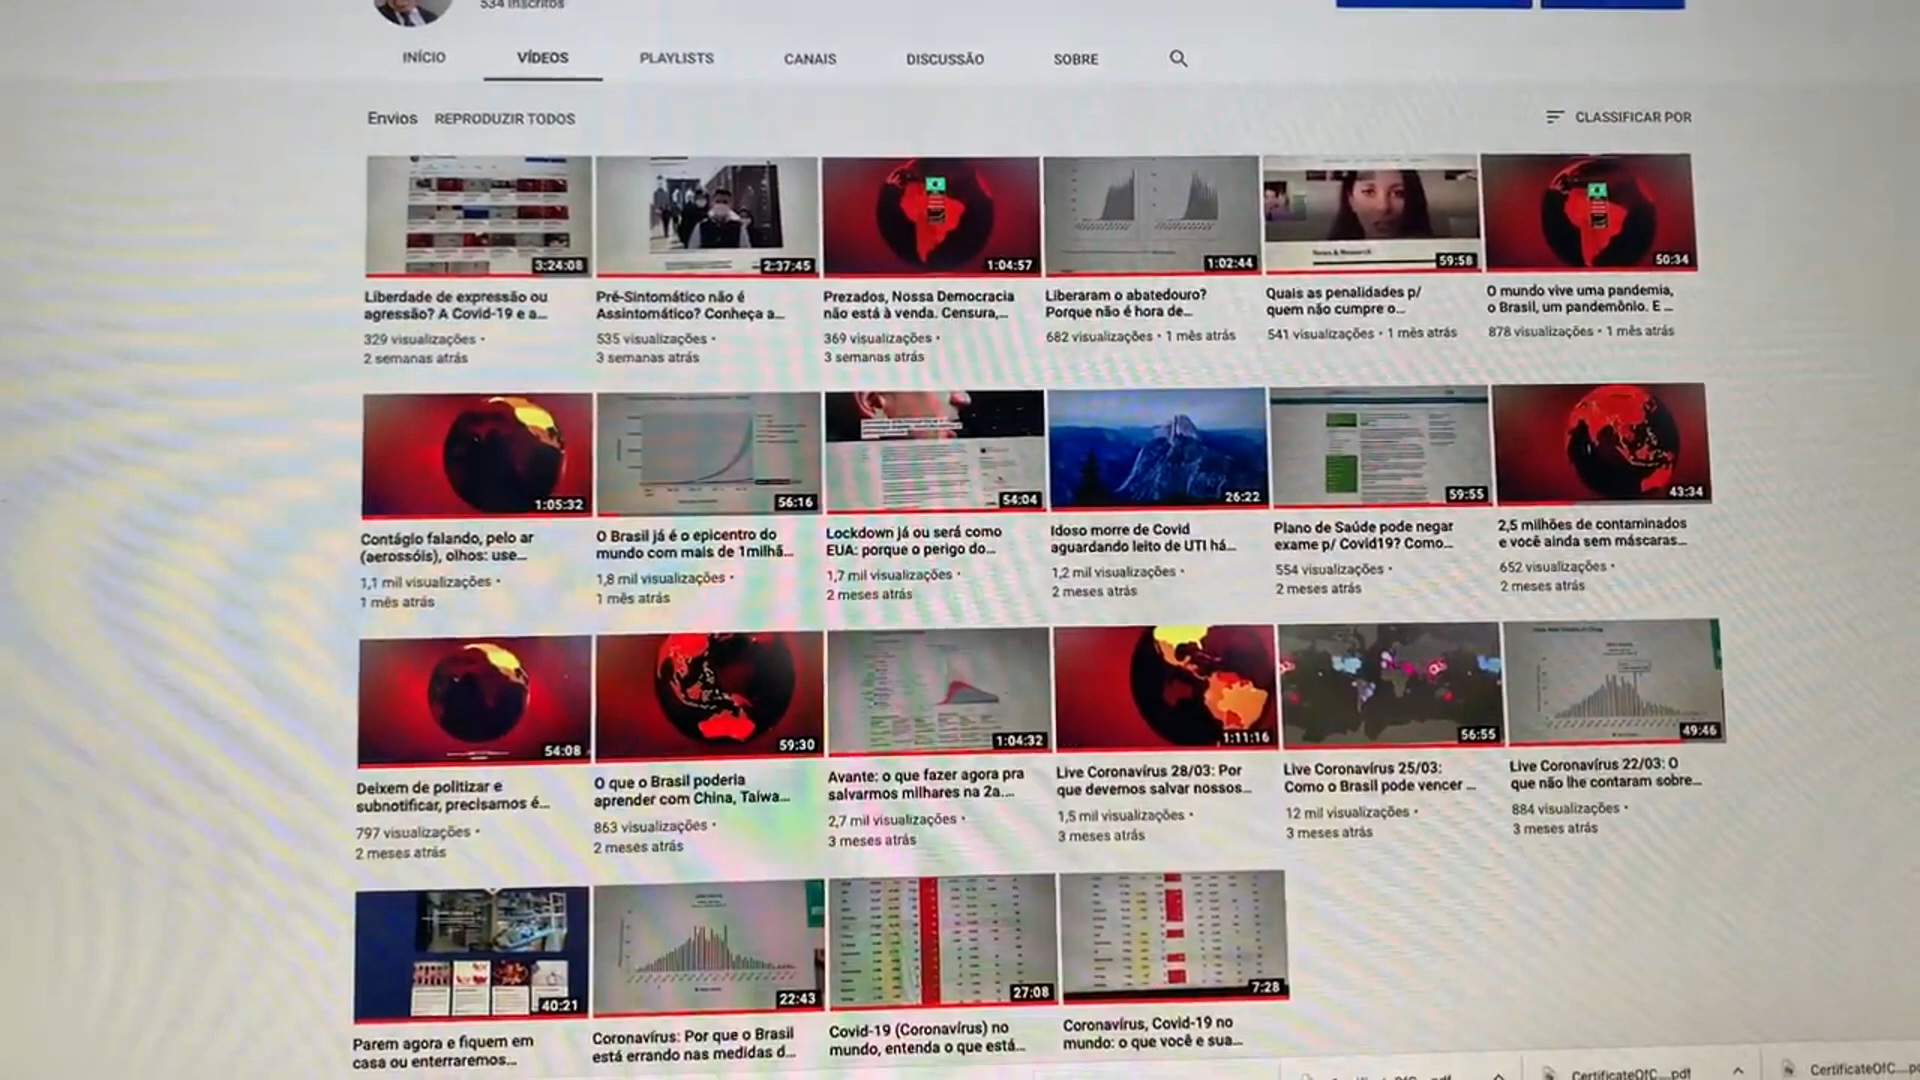 534 inscritos
INÍCIO VÍDEOS PLAYLISTS CANAIS DISCUSSÃO SOBRE
Envios REPRODUZIR TODOS CLASSIFICAR POR
3:24:08 2:37:45 1:04:57 1:02:44 59:58 50:34
Liberdade de expressão ou
agressão? A Covid-19 e a...
329 visualizações •
2 semanas atrás
Pré-Sintomático não é
Assintomático? Conheça a...
535 visualizações •
3 semanas atrás
Prezados, Nossa Democracia
não está à venda. Censura,...
369 visualizações •
3 semanas atrás
Liberaram o abatedouro?
Porque não é hora de...
682 visualizações • 1 mês atrás
News & Research
Quais as penalidades p/
quem não cumpre o...
541 visualizações • 1 mês atrás
O mundo vive uma pandemia,
o Brasil, um pandemônio. E ...
878 visualizações • 1 mês atrás
1:05:32 56:16 54:04 26:22 59:55 43:34
Contágio falando, pelo ar
(aerossóis), olhos: use...
1,1 mil visualizações •
1 mês atrás
O Brasil já é o epicentro do
mundo com mais de 1milhã...
1,8 mil visualizações •
1 mês atrás
Lockdown já ou será como
EUA: porque o perigo do...
1,7 mil visualizações •
2 meses atrás
Idoso morre de Covid
aguardando leito de UTI há...
1,2 mil visualizações •
2 meses atrás
Plano de Saúde pode negar
exame p/ Covid19? Como...
554 visualizações •
2 meses atrás
2,5 milhões de contaminados
e você ainda sem máscaras...
652 visualizações •
2 meses atrás
54:08 59:30 1:04:32 1:11:16 56:55 49:46
Deixem de politizar e
subnotificar, precisamos é...
797 visualizações •
2 meses atrás
O que o Brasil poderia
aprender com China, Taiwa...
863 visualizações •
2 meses atrás
Avante: o que fazer agora pra
salvarmos milhares na 2a....
2,7 mil visualizações •
3 meses atrás
Live Coronavírus 28/03: Por
que devemos salvar nossos...
1,5 mil visualizações •
3 meses atrás
Live Coronavírus 25/03:
Como o Brasil pode vencer ...
12 mil visualizações •
3 meses atrás
Live Coronavírus 22/03: O
que não lhe contaram sobre...
884 visualizações •
3 meses atrás
40:21 22:43 27:08 7:28
Parem agora e fiquem em
casa ou enterraremos...
Coronavírus: Por que o Brasil
está errando nas medidas d...
Covid-19 (Coronavírus) no
mundo, entenda o que está...
Coronavírus, Covid-19 no
mundo: o que você e sua...
CertificateOfC....pdf CertificateOfC....pdf